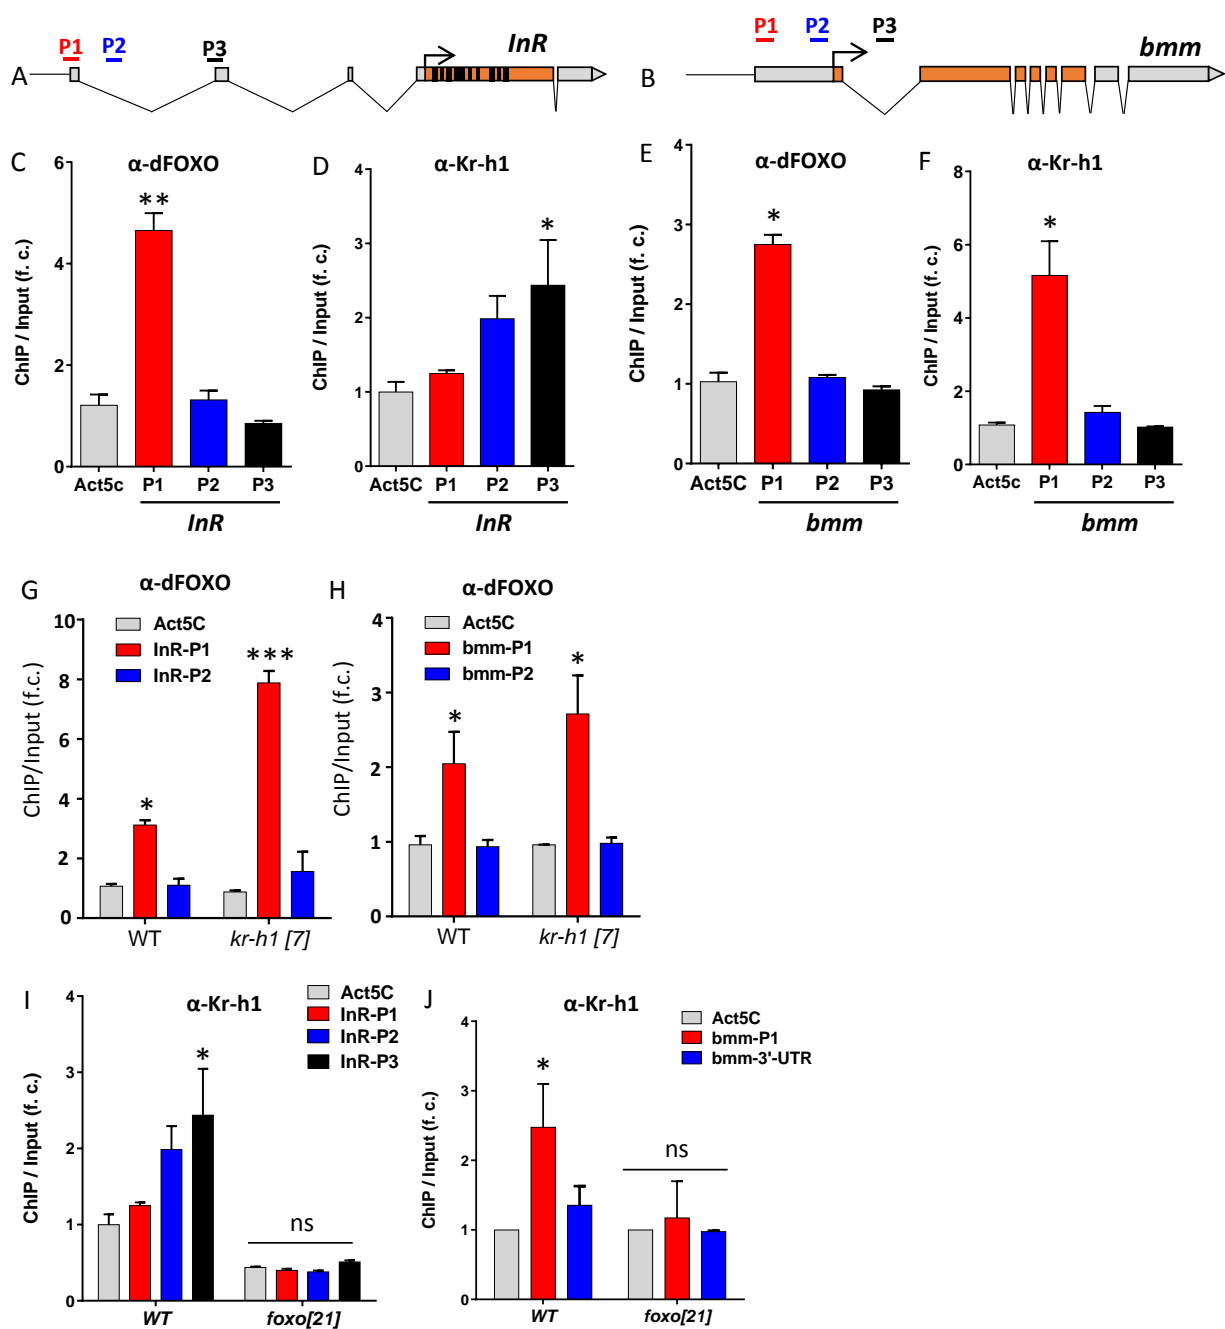 P1 P2 P3 InR
A
P1 P2 P3 bmm
B
C α-dFOXO
ChIP / Input (f. c.)
6
4
2
0
**
Act5c P1 P2 P3
InR
D α-Kr-h1
ChIP / Input (f. c.)
4
3
2
1
0
*
Act5C P1 P2 P3
InR
E α-dFOXO
ChIP / Input (f. c.)
4
3
2
1
0
*
Act5C P1 P2 P3
bmm
F α-Kr-h1
ChIP / Input (f. c.)
8
6
4
2
0
*
Act5c P1 P2 P3
bmm
G α-dFOXO
Act5C
InR-P1
InR-P2
ChIP/Input (f.c.)
10
8
6
4
2
0
*
***
WT kr-h1 [7]
H α-dFOXO
Act5C
bmm-P1
bmm-P2
ChIP/Input (f.c.)
4
3
2
1
0
*
*
WT kr-h1 [7]
I α-Kr-h1
Act5C
InR-P1
InR-P2
InR-P3
ChIP / Input (f. c.)
4
3
2
1
0
*
ns
WT foxo[21]
J α-Kr-h1
Act5C
bmm-P1
bmm-3'-UTR
ChIP / Input (f. c.)
4
3
2
1
0
*
ns
WT foxo[21]